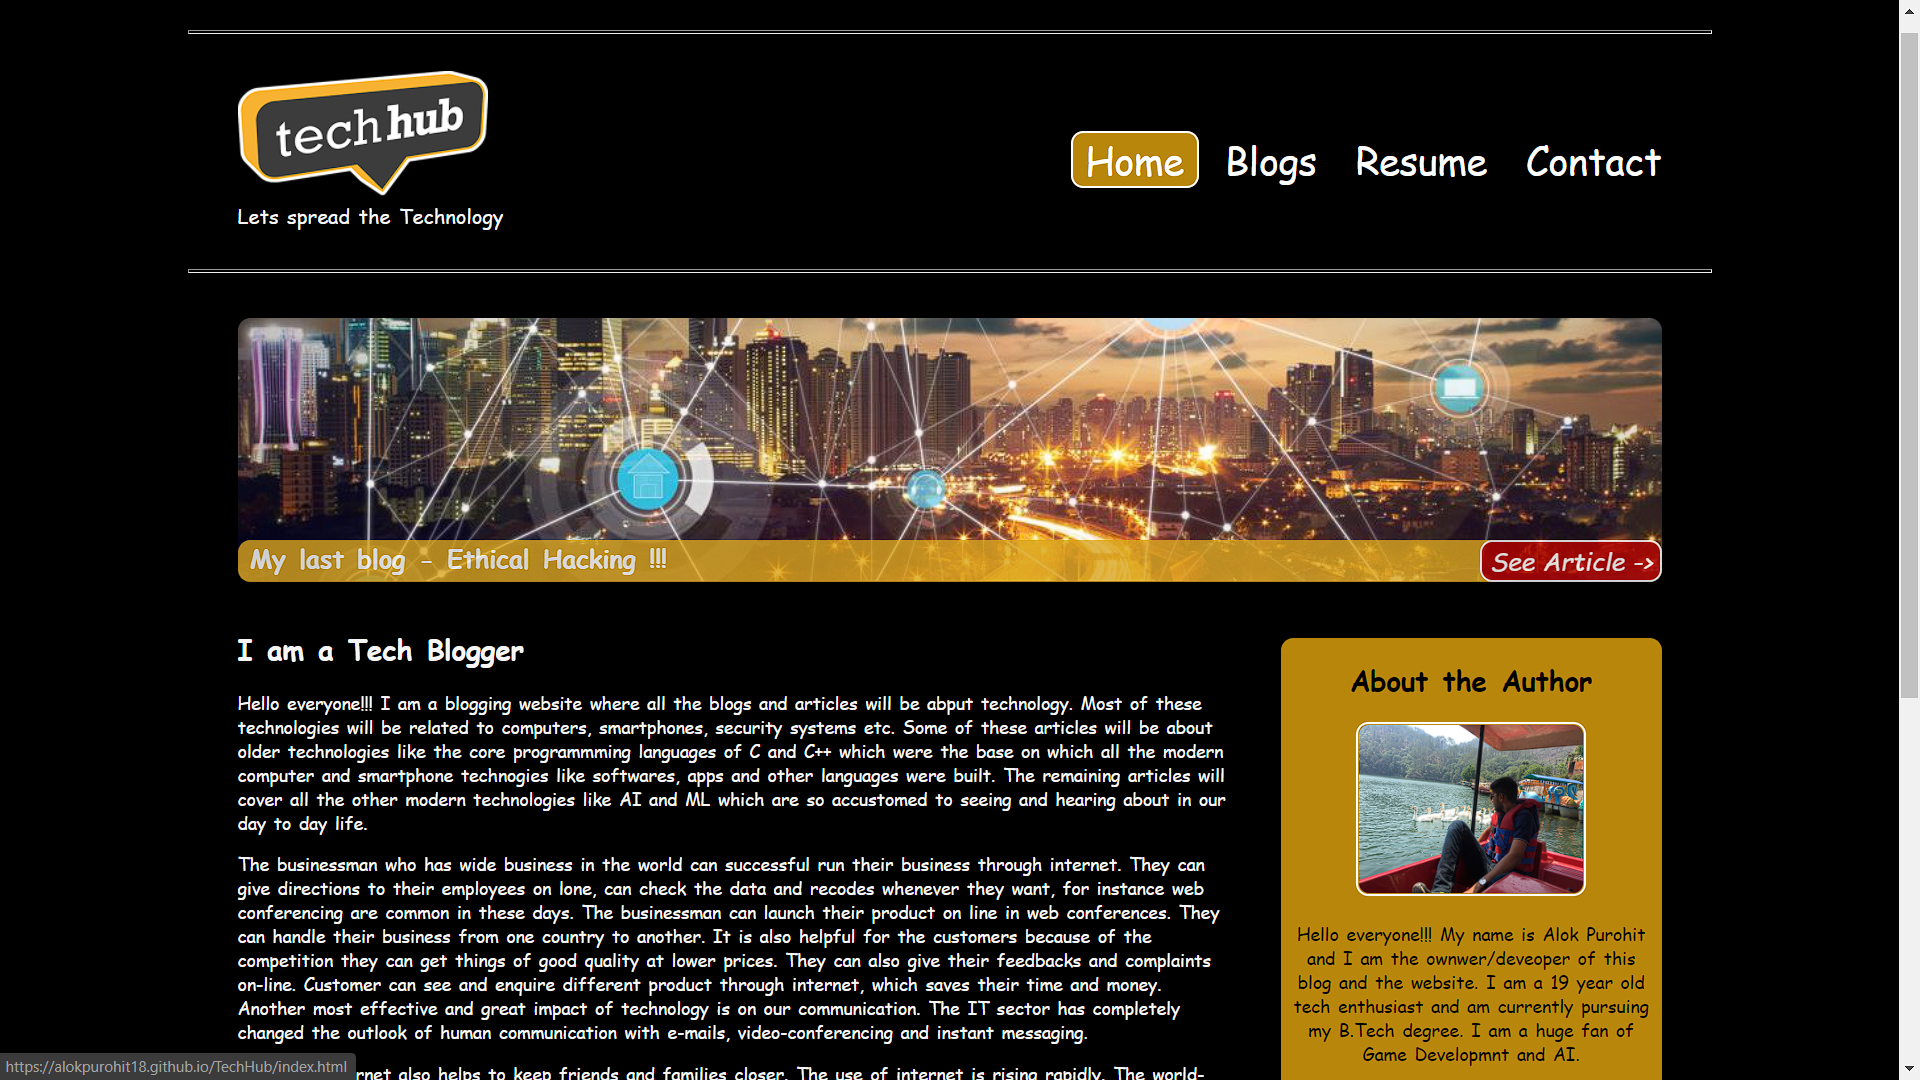 tech hub
Lets spread the Technology
Home Blogs Resume Contact
My last blog - Ethical Hacking !!!
See Article ->
I am a Tech Blogger
Hello everyone!!! I am a blogging website where all the blogs and articles will be abput technology. Most of these
technologies will be related to computers, smartphones, security systems etc. Some of these articles will be about
older technologies like the core programmming languages of C and C++ which were the base on which all the modern
computer and smartphone technogies like softwares, apps and other languages were built. The remaining articles will
cover all the other modern technologies like AI and ML which are so accustomed to seeing and hearing about in our
day to day life.
The businessman who has wide business in the world can successful run their business through internet. They can
give directions to their employees on lone, can check the data and recodes whenever they want, for instance web
conferencing are common in these days. The businessman can launch their product on line in web conferences. They
can handle their business from one country to another. It is also helpful for the customers because of the
competition they can get things of good quality at lower prices. They can also give their feedbacks and complaints
on-line. Customer can see and enquire different product through internet, which saves their time and money.
Another most effective and great impact of technology is on our communication. The IT sector has completely
changed the outlook of human communication with e-mails, video-conferencing and instant messaging.
rnet also helps to keep friends and families closer. The use of internet is rising rapidly. The world-
About the Author
Hello everyone!!! My name is Alok Purohit
and I am the ownwer/deveoper of this
blog and the website. I am a 19 year old
tech enthusiast and am currently pursuing
my B.Tech degree. I am a huge fan of
Game Developmnt and AI.
https://alokpurohit18.github.io/TechHub/index.html